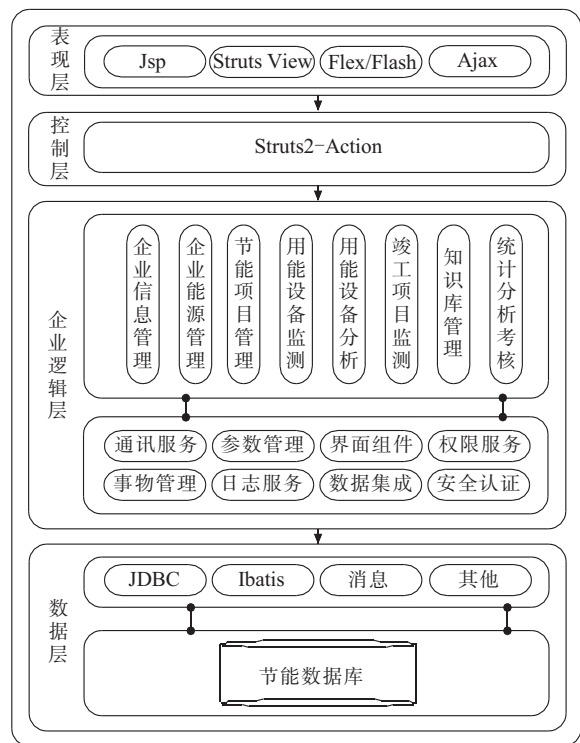 表现层
Jsp
Struts View
Flex/Flash
Ajax
控制层
Struts2-Action
企业逻辑层
企业信息管理
企业能源管理
节能项目管理
用能设备监测
用能设备分析
竣工项目监测
知识库管理
统计分析考核
通讯服务
参数管理
界面组件
权限服务
事物管理
日志服务
数据集成
安全认证
数据层
JDBC
Ibatis
消息
其他
节能数据库